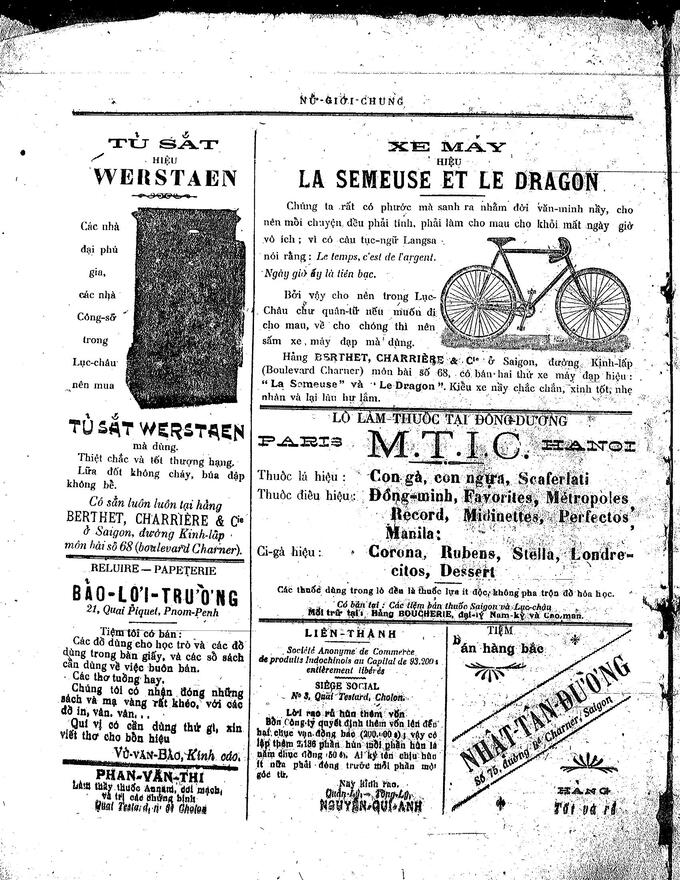 NỮ-GIỚI-CHUNG
TỦ SẮT
HIỆU
WERSTAEN
Các nhà
đại phú
gia,
các nhà
Công-sở
trong
Lục-châu
nên mua
TỦ SẮT WERSTAEN
mà dùng.
Thiệt chắc và tốt thượng hạng.
Lửa đốt không cháy, búa đập
không bể.
Có sẵn luôn luôn tại hảng
BERTHET, CHARRIÈRE & Cie
ở Saigon, đường Kinh-lấp
món bài số 68 (boulevard Charner).
RELUIRE — PAPETERIE
BẢO-LỢI-TRƯỜNG
21, Quai Piquet, Pnom-Penh
Tiệm tôi có bán:
Các đồ dùng cho học trò và các đồ
dùng trong bàn giấy, và các sổ sách
cần dùng về việc buôn bán.
Các thơ tuồng hay.
Chúng tôi có nhận đóng những
sách và mạ vàng rất khéo, với các
đồ in, vân. vân. . .
Quí vị có cần dùng thứ gì, xin
viết thơ cho bổn hiệu
VŨ-VĂN-BẢO, Kính cáo.
PHAN-VĂN-THI
Làm thầy thuốc Annam, coi mạch,
và trị các chứng bịnh
Quai Testard, n° Cholon
XE MÁY
HIỆU
LA SEMEUSE ET LE DRAGON
Chúng ta rất có phước mà sanh ra nhằm đời văn-minh nầy, cho
nên mỗi chuyện đều phải tính, phải làm cho mau cho khỏi mất ngày giờ
vô ích ; vì có câu tục-ngữ Langsa
nói rằng : Le temps, c'est de l'argent.
Ngày giờ ấy là tiền bạc.
Bởi vậy cho nên trong Lục-
Châu chư quân-tử nếu muốn đi
cho mau, về cho chóng thì nên
sắm xe máy đạp mà dùng.
Hảng BERTHET, CHARRIÈRE & Cie ở Saigon, đường Kinh-lấp
(Boulevard Charner) món bài số 68, có bán hai thứ xe máy đạp hiệu :
“ La Semeuse” và “ Le Dragon ”. Kiểu xe nầy chắc chắn, xinh tốt, nhẹ
nhàn và lại lâu hư lắm.
LÒ LÀM THUỐC TẠI ĐÔNG-DƯƠNG
PARIS M.T.I.C. HANOI
Thuốc lá hiệu : Con gà, con ngựa, Scaferlati
Thuốc điếu hiệu : Đồng-minh, Favorites, Métropoles
Record, Midinettes, Perfectos
Manila:
Ci-gà hiệu : Corona, Rubens, Stella, Londre-
citos, Dessert
Các thuốc dùng trong lò đều là thuốc lựa ít độc, không pha trộn đồ hóa học.
Có bán tại : Các tiệm bán thuốc Saigon và Lục-châu
Mối trữ tại : Hảng BOUCHERIE, đại-lý Nam-kỳ và Cao-man.
LIÊN-THÀNH
Société Anonyme de Commerce
de produits Indochinois au Capital de 93.200$
entièrement libérés
SIÈGE SOCIAL
N° 3, Quai Testard, Cholon.
Lời rao rủ hùn thêm vốn
Bổn Công-ty quyết định thêm vốn lên đến
hai chục vạn đồng bạc (200.000$) ; vậy có
lập thêm 2.136 phần hùn mỗi phần hùn là
năm chục đồng (50$). Ai ký tên chịu hùn
ít nữa phải đóng trước mỗi phần một
góc tư.
Nay kính rao,
Quản-Lý, — Tổng-Lý,
NGUYỄN-QUÍ-ANH
TIỆM
Bán hàng bắc
NHẬT-TÂN-ĐƯỜNG
Số 75, đường Bd Charner, Saigon
HÀNG
Tốt và rẻ